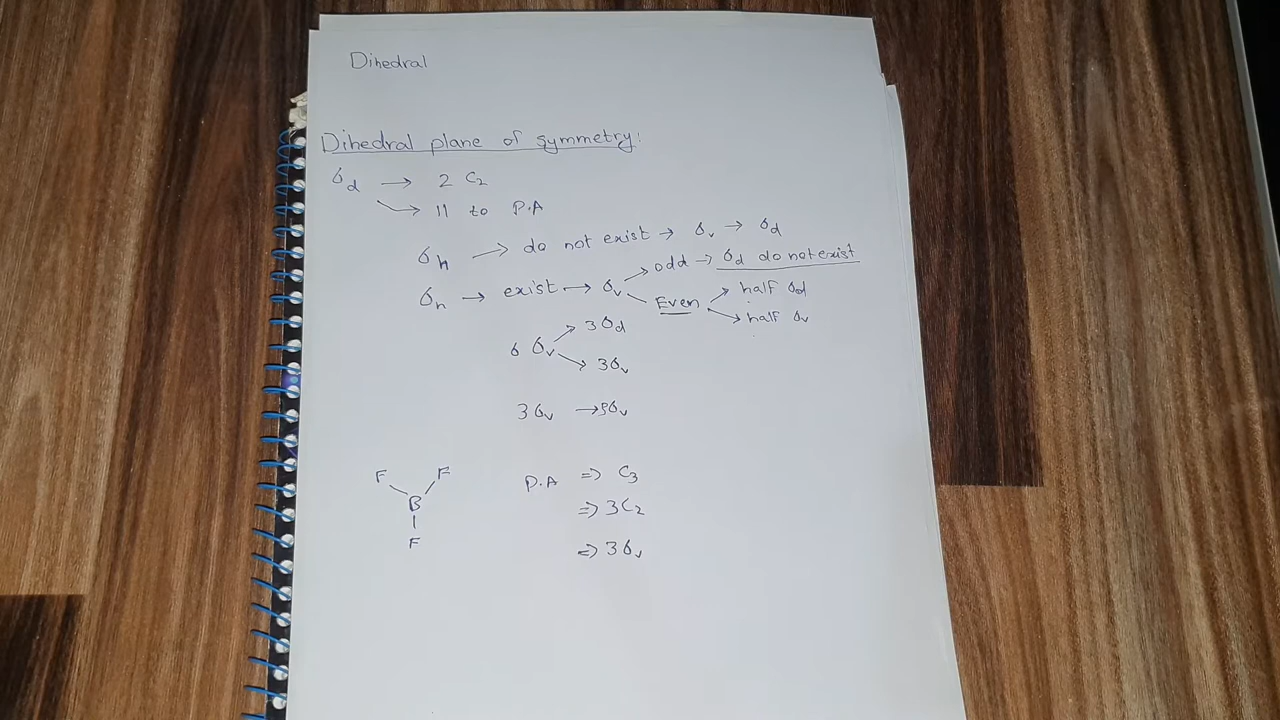 Dihedral
Dihedral plane of symmetry:
σd → 2 C2
→ 11 to P.A
σh → do not exist → σv → σd
σh → exist → σv → odd → σd do not exist
Even → half σd
→ half σv
6 σv → 3σd
→ 3σv
3σv → 3σv
F F
B
F
P.A ⇒ C3
⇒ 3C2
⇒ 3σv